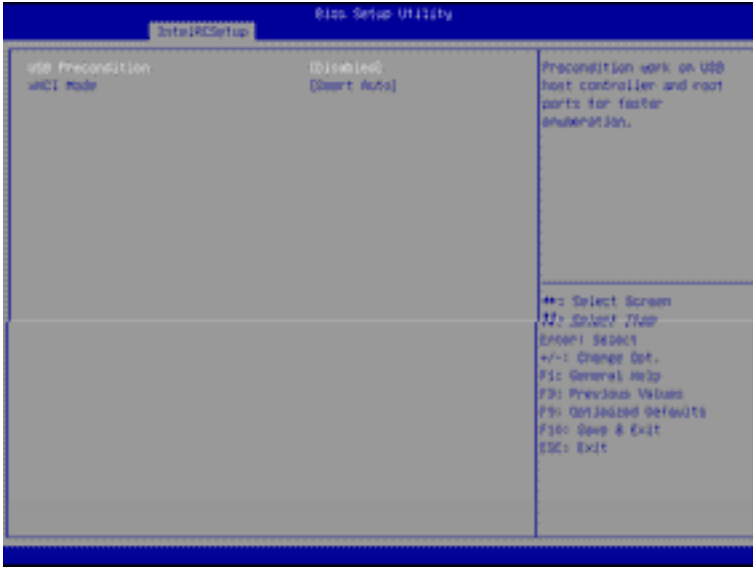 Bios Setup Utility
IntelRCSetup
USB Precondition [Disabled]
xHCI Mode [Smart Auto]
Precondition work on USB
host controller and root
ports for faster
enumeration.
Select Screen
Select Item
Enter: Select
+/-: Change Opt.
F1: General Help
F3: Previous Values
F9: Optimized Defaults
F10: Save & Exit
ESC: Exit